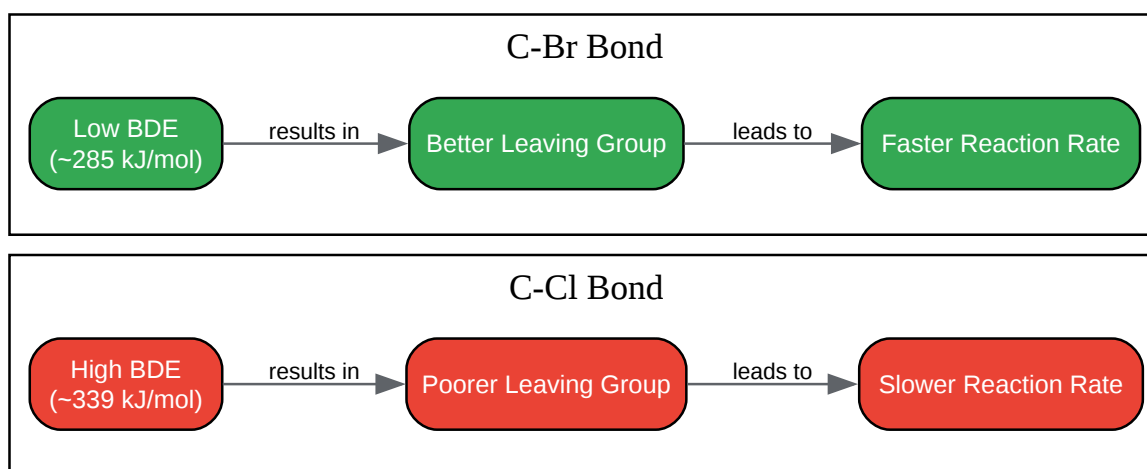 C-Br Bond
Low BDE
(~285 kJ/mol)
results in
Better Leaving Group
leads to
Faster Reaction Rate
C-Cl Bond
High BDE
(~339 kJ/mol)
results in
Poorer Leaving Group
leads to
Slower Reaction Rate